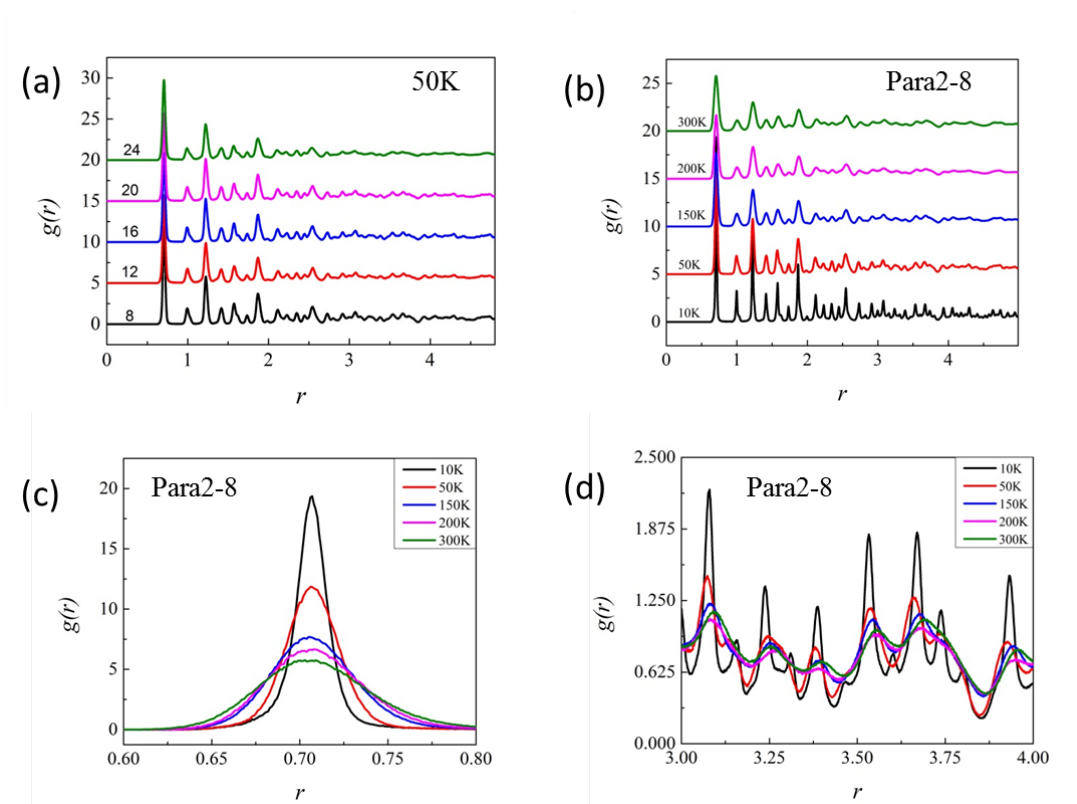 (a)
50K
30
25
20
15
10
5
0
24
20
16
12
8
g(r)
0 1 2 3 4
r
(b)
Para2-8
25
20
15
10
5
0
300K
200K
150K
50K
10K
g(r)
0 1 2 3 4
r
(c)
Para2-8
20
15
10
5
0
10K
50K
150K
200K
300K
g(r)
0.60 0.65 0.70 0.75 0.80
r
(d)
Para2-8
2.500
1.875
1.250
0.625
0.000
10K
50K
150K
200K
300K
g(r)
3.00 3.25 3.50 3.75 4.00
r